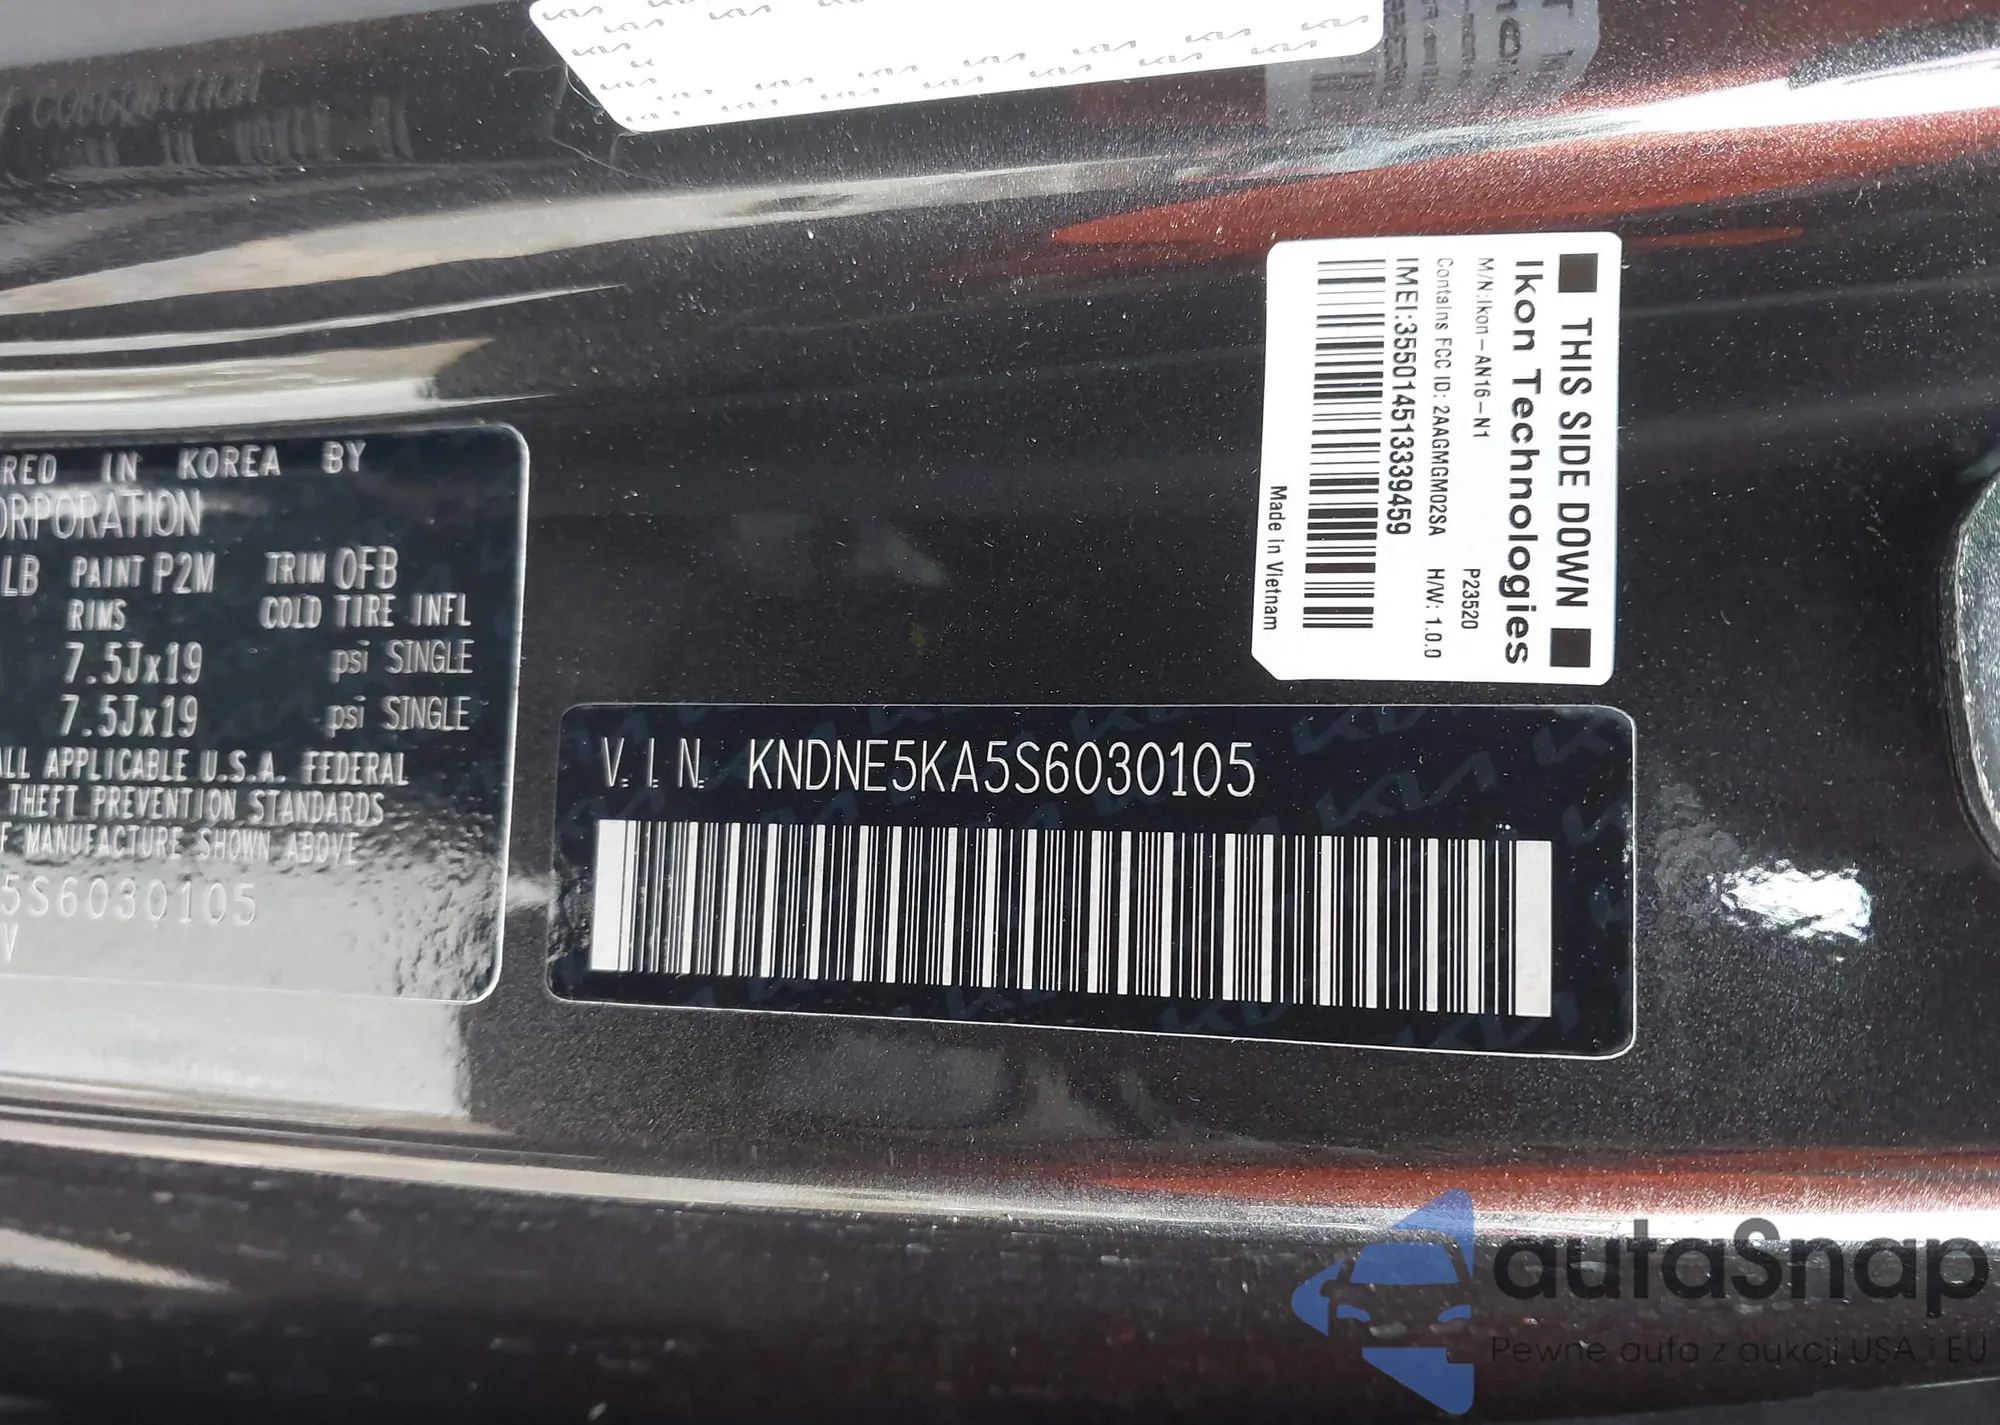 RED IN KOREA BY
ORPORATION
LB PAINT P2M TRIM OFB
RIMS COLD TIRE INFL
7.5Jx19 psi SINGLE
7.5Jx19 psi SINGLE
ALL APPLICABLE U.S.A. FEDERAL
THEFT PREVENTION STANDARDS
F MANUFACTURE SHOWN ABOVE
5S6030105
V
THIS SIDE DOWN
Ikon Technologies
M/N:Ikon-AN16-N1 P23520
Contains FCC ID: 2AAGMGM02SA H/W: 1.0.0
IMEI:355014513339459
Made in Vietnam
V.I.N. KNDNE5KA5S6030105
autaSnap
Pewne auta z aukcji USA i EU